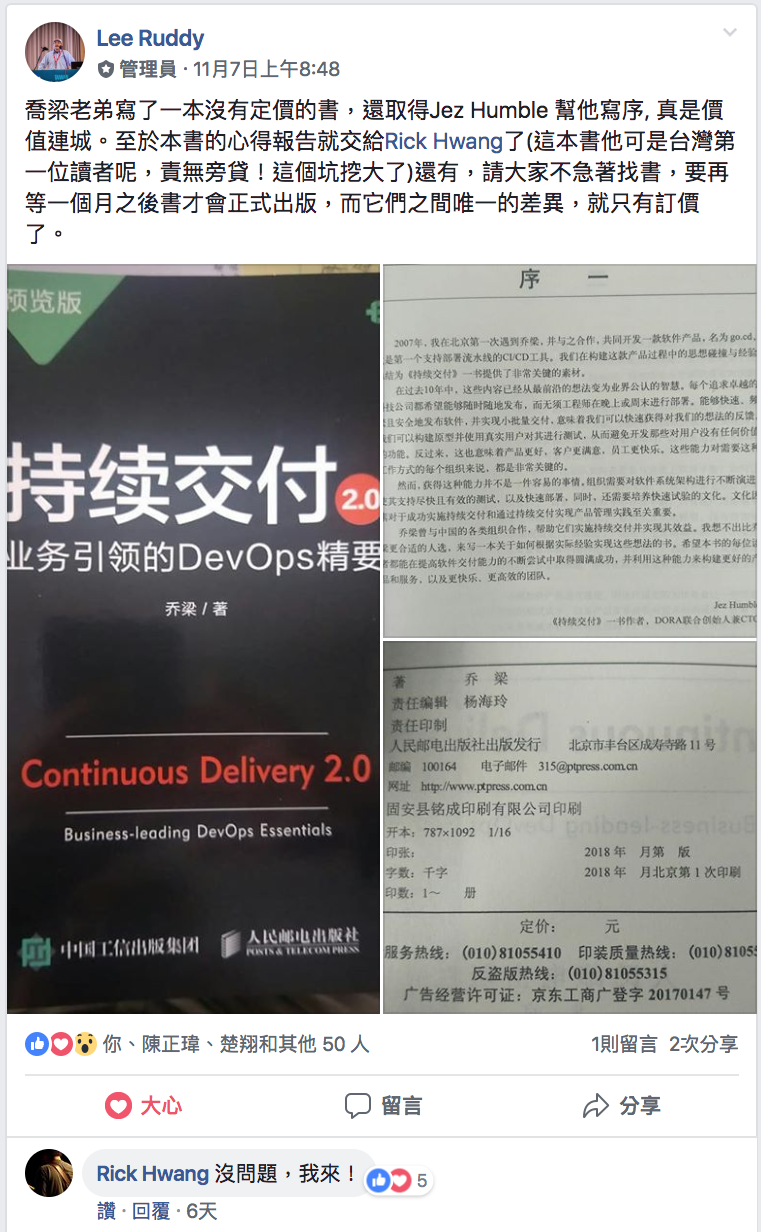 Lee Ruddy
管理員 · 11月7日上午8:48
喬梁老弟寫了一本沒有定價的書，還取得Jez Humble 幫他寫序, 真是價
值連城。至於本書的心得報告就交給Rick Hwang了(這本書他可是台灣第
一位讀者呢，責無旁貸！這個坑挖大了)還有，請大家不急著找書，要再
等一個月之後書才會正式出版，而它們之間唯一的差異，就只有訂價
了。
预览版
持续交付 2.0
业务引领的DevOps精要
乔梁 / 著
Continuous Delivery 2.0
Business-leading DevOps Essentials
中国工信出版集团
人民邮电出版社
POSTS & TELECOM PRESS
序 一
2007年，我在北京第一次遇到乔梁，并与之合作，共同开发一款软件产品，名为go.cd，
是第一个支持部署流水线的CI/CD工具。我们在构建这款产品过程中的思想碰撞与经验
结为《持续交付》一书提供了非常关键的素材。
在过去10年中，这些内容已经从最前沿的想法变为业界公认的智慧。每个追求卓越的
技公司都希望能够随时随地发布，而无须工程师在晚上或周末进行部署。能够快速、频
且安全地发布软件，并实现小批量交付，意味着我们可以快速获得对我们的想法的反馈，
们可以构建原型并使用真实用户对其进行测试，从而避免开发那些对用户没有任何价值
功能。反过来，这也意味着产品更好，客户更满意，员工更快乐。这些能力对需要这种
工作方式的每个组织来说，都是非常关键的。
然而，获得这种能力并不是一件容易的事情，组织需要对软件系统架构进行不断演进
其支持尽快且有效的测试，以及快速部署。同时，还需要培养快速试验的文化。文化
对于成功实施持续交付和通过持续交付实现产品管理实践至关重要。
乔梁曾与中国的各类组织合作，帮助它们实施持续交付并实现其效益。我想不出比
更合适的人选，来写一本关于如何根据实际经验实现这些想法的书。希望本书的每位
者都能在提高软件交付能力的不断尝试中取得圆满成功，并利用这种能力来构建更好的
品和服务，以及更快乐、更高效的团队。
Jez Humbl
《持续交付》一书作者，DORA联合创始人兼CTO
著 乔 梁
责任编辑 杨海玲
责任印制
人民邮电出版社出版发行 北京市丰台区成寿寺路 11 号
邮编 100164 电子邮件 315@ptpress.com.cn
网址 http://www.ptpress.com.cn
固安县铭成印刷有限公司印刷
开本：787×1092 1/16
印张： 2018 年 月第 版
字数：千字 2018 年 月北京第 1 次印刷
印数：1～ 册
定价： 元
服务热线：(010)81055410 印装质量热线：(010)8105
反盗版热线：(010)81055315
广告经营许可证：京东工商广登字 20170147 号
你、陳正瑋、楚翔和其他 50 人
1則留言 2次分享
大心 留言 分享
Rick Hwang 沒問題，我來！ 5
讚 · 回覆 · 6天